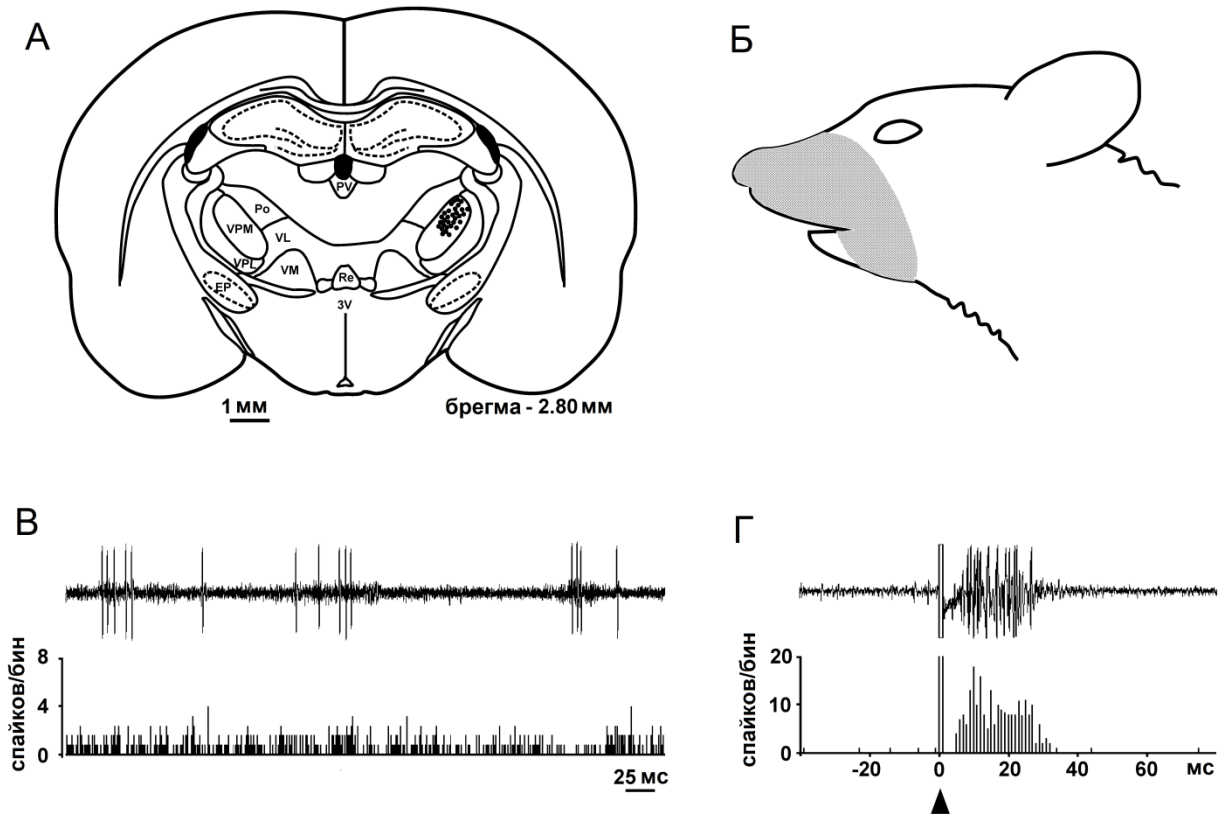 А
Б
PV
Po
VPM
VL
VPL
VM
Re
EP
3V
1 мм
брегма - 2.80 мм
В
Г
спайков/бин
8
4
0
25 мс
спайков/бин
20
10
0
-20
0
20
40
60
мс